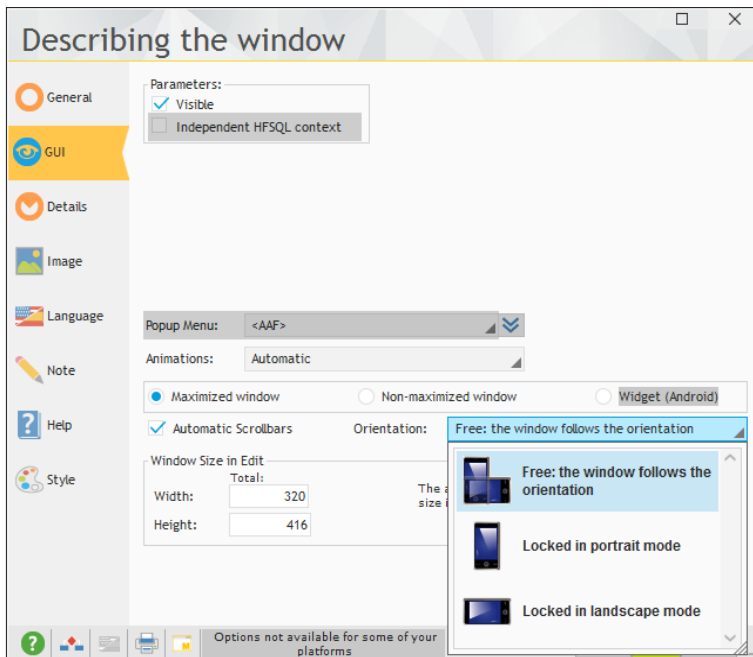 Describing the window
General
GUI
Details
Image
Language
Note
Help
Style
Parameters:
Visible
Independent HFSQL context
Popup Menu: <AAF>
Animations: Automatic
Maximized window Non-maximized window Widget (Android)
Automatic Scrollbars Orientation: Free: the window follows the orientation
Window Size in Edit
Total:
Width: 320
Height: 416
The
size
Free: the window follows the
orientation
Locked in portrait mode
Locked in landscape mode
Options not available for some of your
platforms